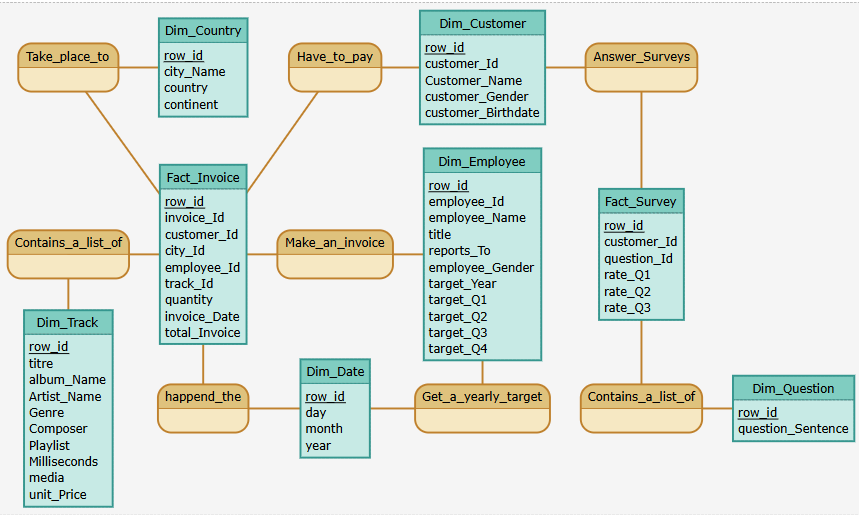 Take_place_to
Dim_Country
row_id
city_Name
country
continent
Have_to_pay
Dim_Customer
row_id
customer_Id
Customer_Name
customer_Gender
customer_Birthdate
Answer_Surveys
Fact_Invoice
row_id
invoice_Id
customer_Id
city_Id
employee_Id
track_Id
quantity
invoice_Date
total_Invoice
Dim_Employee
row_id
employee_Id
employee_Name
title
reports_To
employee_Gender
target_Year
target_Q1
target_Q2
target_Q3
target_Q4
Fact_Survey
row_id
customer_Id
question_Id
rate_Q1
rate_Q2
rate_Q3
Contains_a_list_of
Make_an_invoice
Dim_Track
row_id
titre
album_Name
Artist_Name
Genre
Composer
Playlist
Milliseconds
media
unit_Price
happend_the
Dim_Date
row_id
day
month
year
Get_a_yearly_target
Contains_a_list_of
Dim_Question
row_id
question_Sentence